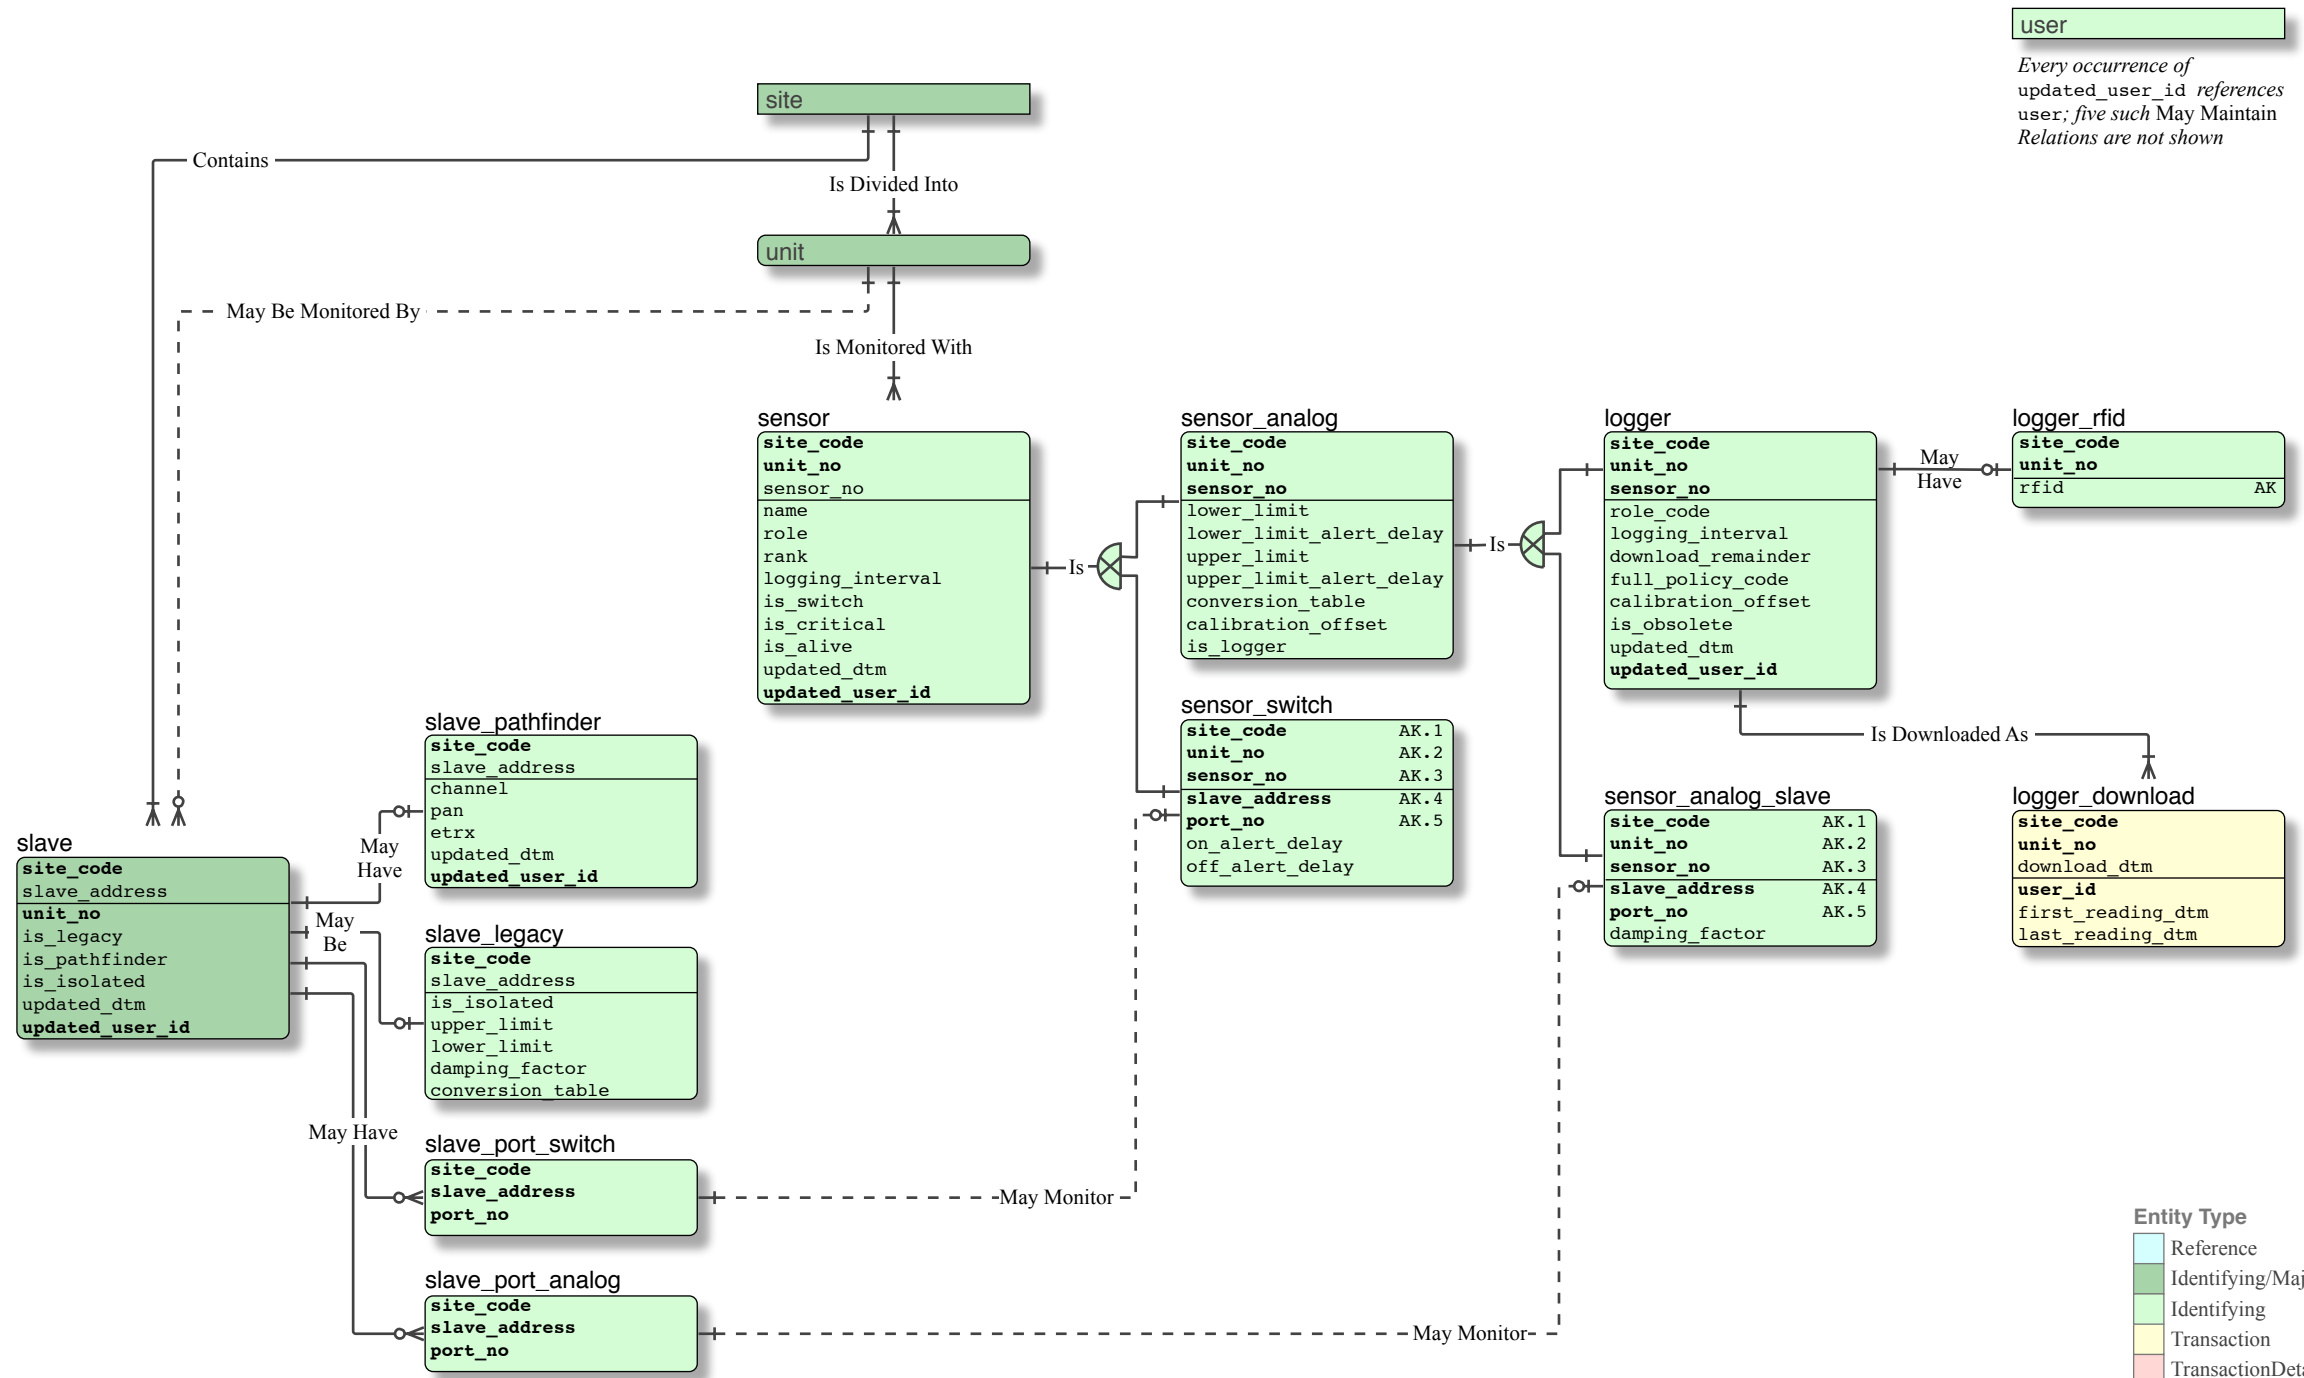 user
Every occurrence of
updated_user_id references
user; five such May Maintain
Relations are not shown
site
Contains
Is Divided Into
unit
May Be Monitored By
Is Monitored With
sensor
site_code
unit_no
sensor_no
name
role
rank
logging_interval
is_switch
is_critical
is_alive
updated_dtm
updated_user_id
Is
sensor_analog
site_code
unit_no
sensor_no
lower_limit
lower_limit_alert_delay
upper_limit
upper_limit_alert_delay
conversion_table
calibration_offset
is_logger
Is
logger
site_code
unit_no
sensor_no
role_code
logging_interval
download_remainder
full_policy_code
calibration_offset
is_obsolete
updated_dtm
updated_user_id
May
Have
logger_rfid
site_code
unit_no
rfid AK
sensor_switch
site_code AK.1
unit_no AK.2
sensor_no AK.3
slave_address AK.4
port_no AK.5
on_alert_delay
off_alert_delay
Is Downloaded As
sensor_analog_slave
site_code AK.1
unit_no AK.2
sensor_no AK.3
slave_address AK.4
port_no AK.5
damping_factor
logger_download
site_code
unit_no
download_dtm
user_id
first_reading_dtm
last_reading_dtm
slave_pathfinder
site_code
slave_address
channel
pan
etrx
updated_dtm
updated_user_id
slave
site_code
slave_address
unit_no
is_legacy
is_pathfinder
is_isolated
updated_dtm
updated_user_id
May
Have
May
Be
slave_legacy
site_code
slave_address
is_isolated
upper_limit
lower_limit
damping_factor
conversion_table
May Have
slave_port_switch
site_code
slave_address
port_no
May Monitor
slave_port_analog
site_code
slave_address
port_no
May Monitor
Entity Type
Reference
Identifying/Maj
Identifying
Transaction
TransactionDeta